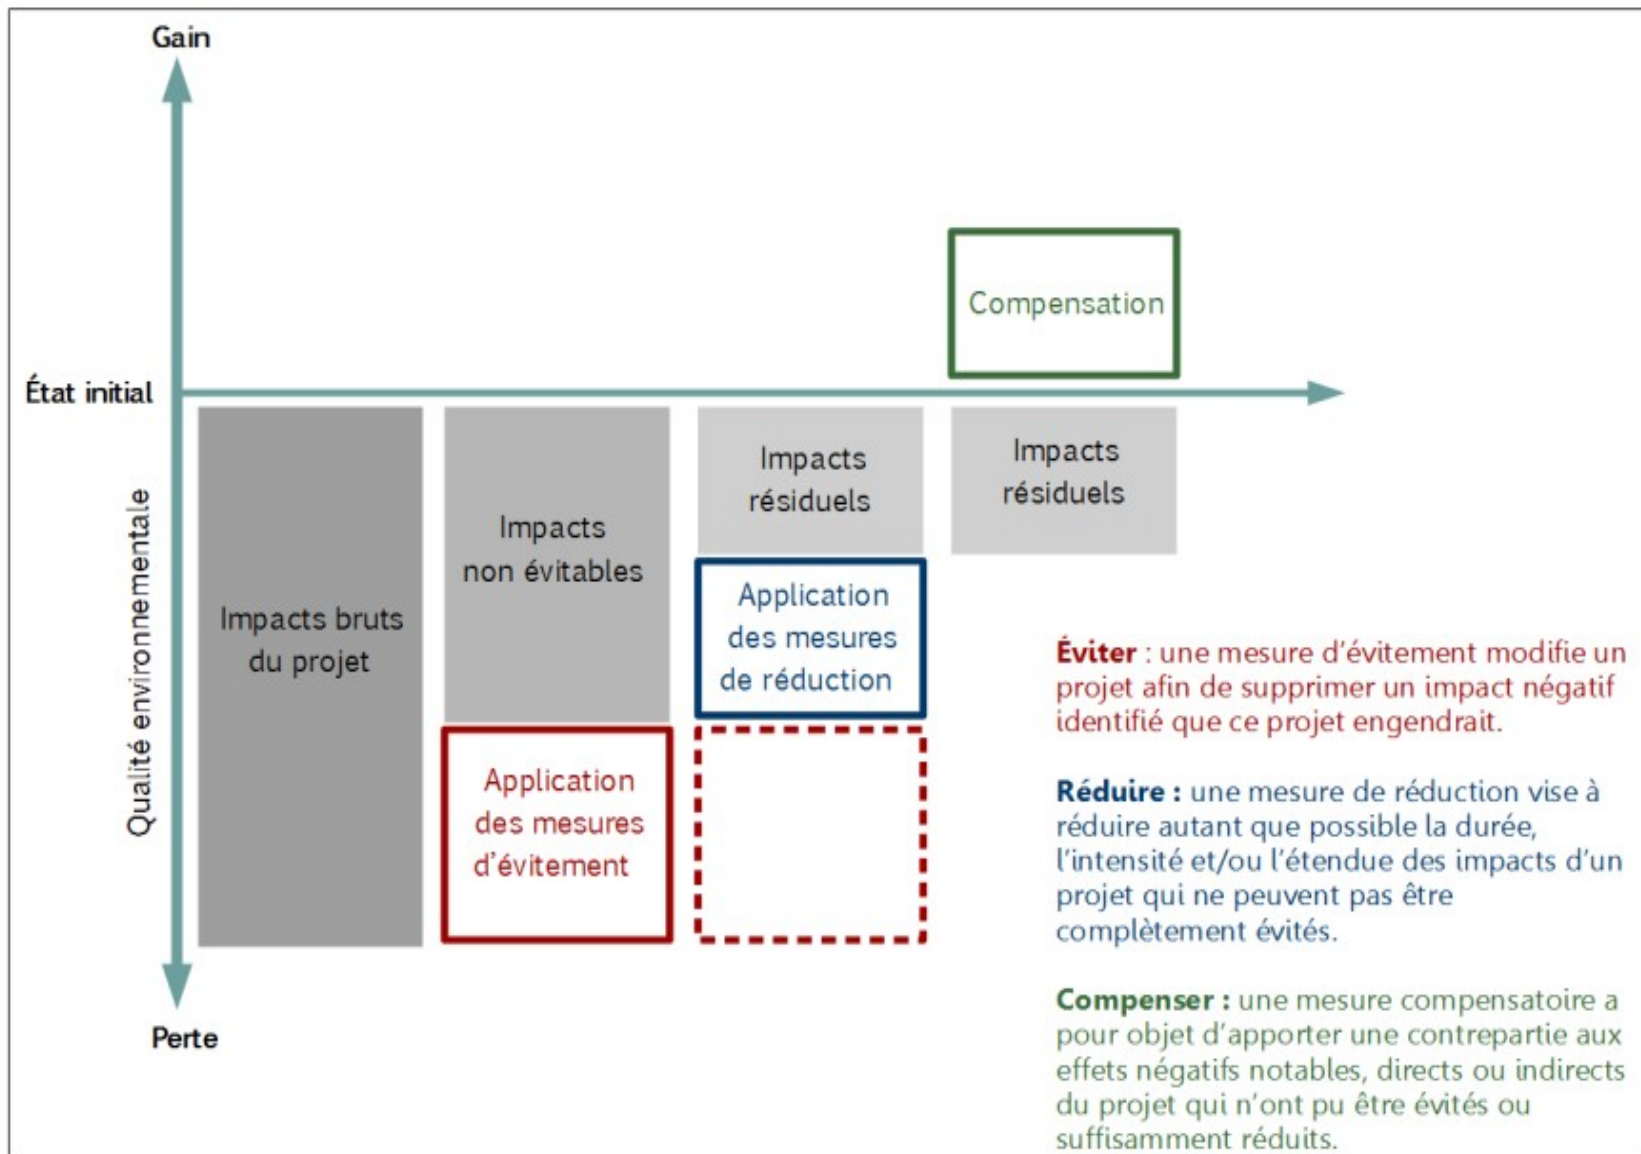 Gain
Compensation
État initial
Impacts bruts
du projet
Impacts
non évitables
Application
des mesures
d'évitement
Impacts
résiduels
Application
des mesures
de réduction
Impacts
résiduels
Qualité environnementale
Perte
Éviter : une mesure d'évitement modifie un
projet afin de supprimer un impact négatif
identifié que ce projet engendrait.
Réduire : une mesure de réduction vise à
réduire autant que possible la durée,
l'intensité et/ou l'étendue des impacts d'un
projet qui ne peuvent pas être
complètement évités.
Compenser : une mesure compensatoire a
pour objet d'apporter une contrepartie aux
effets négatifs notables, directs ou indirects
du projet qui n'ont pu être évités ou
suffisamment réduits.